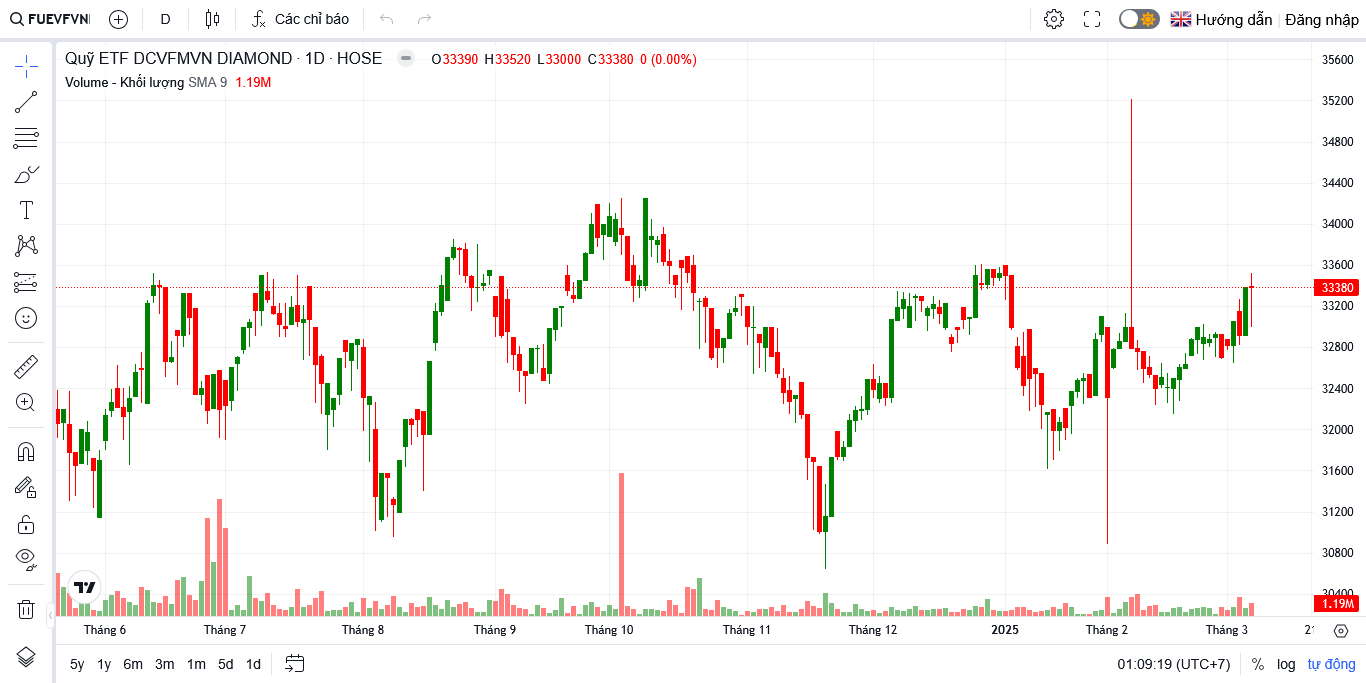 FUEVFVN
D
Các chỉ báo
Hướng dẫn
Đăng nhập
Quỹ ETF DCVFMVN DIAMOND · 1D · HOSE
O33390 H33520 L33000 C33380 0 (0.00%)
Volume - Khối lượng SMA 9 1.19M
35600
35200
34800
34400
34000
33600
33380
33200
32800
32400
32000
31600
31200
30800
30400
1.19M
Tháng 6
Tháng 7
Tháng 8
Tháng 9
Tháng 10
Tháng 11
Tháng 12
2025
Tháng 2
Tháng 3
5y 1y 6m 3m 1m 5d 1d
01:09:19 (UTC+7)
% log tự động